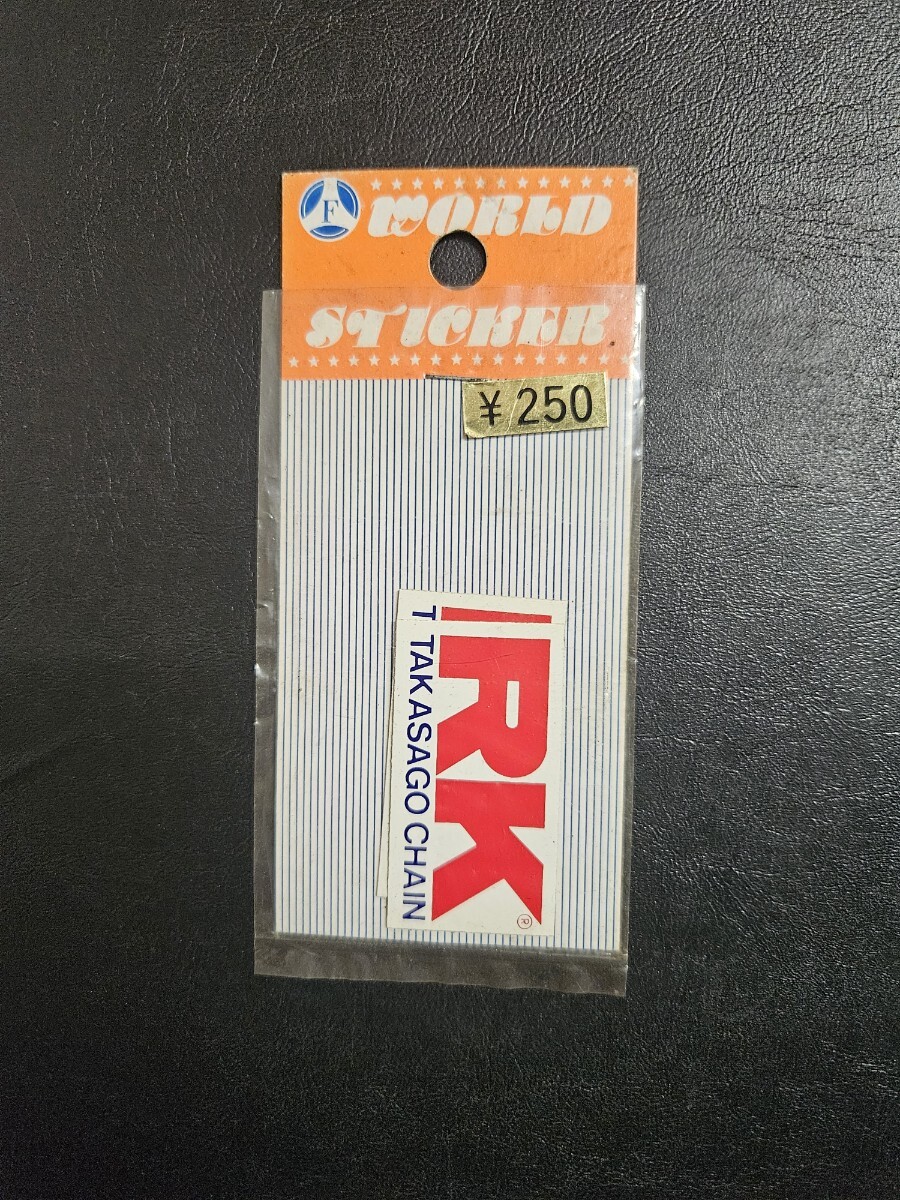 F
WORLD
STICKER
¥250
RK
®
TAKASAGO CHAIN
T